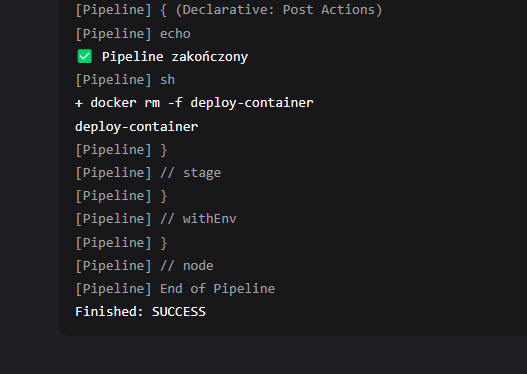 [Pipeline] { (Declarative: Post Actions)
[Pipeline] echo
✅ Pipeline zakończony
[Pipeline] sh
+ docker rm -f deploy-container
deploy-container
[Pipeline] }
[Pipeline] // stage
[Pipeline] }
[Pipeline] // withEnv
[Pipeline] }
[Pipeline] // node
[Pipeline] End of Pipeline
Finished: SUCCESS